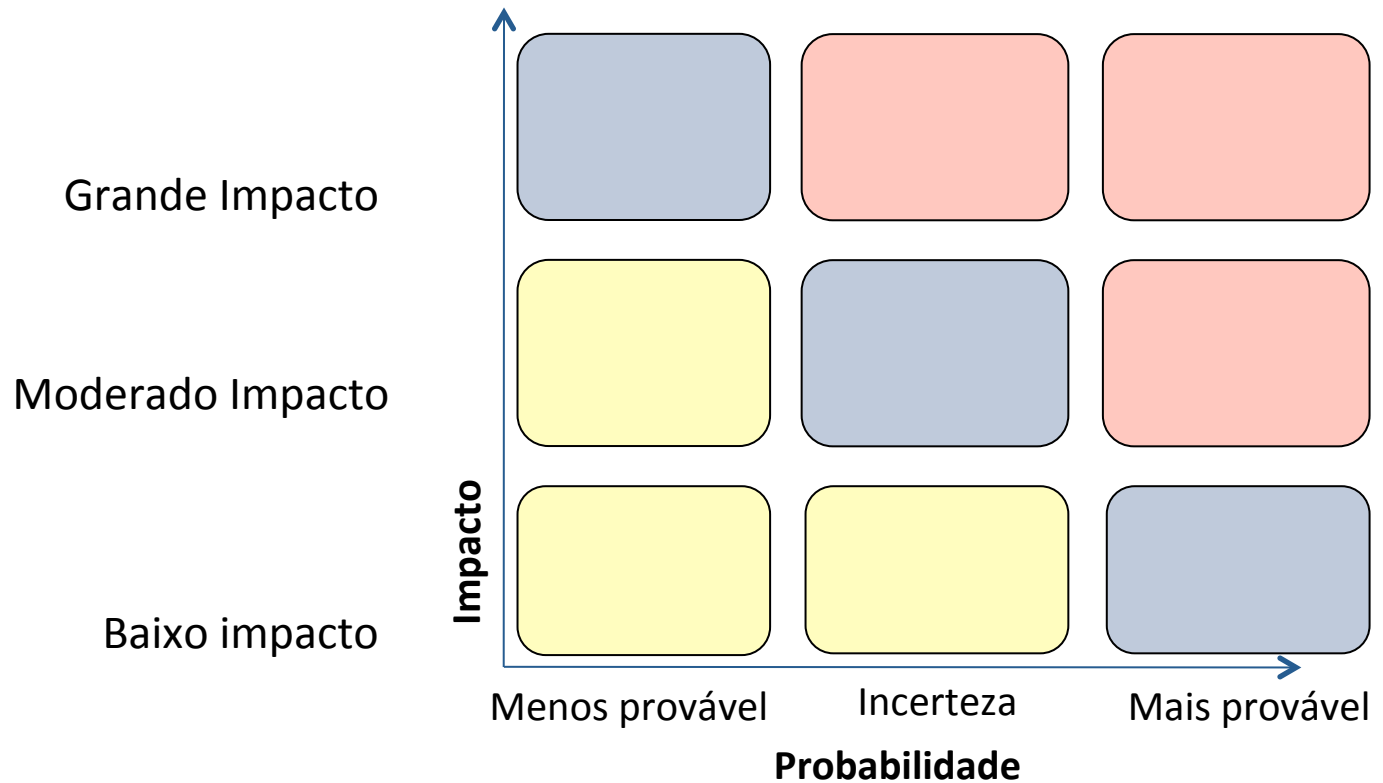 Grande Impacto
Moderado Impacto
Baixo impacto
Impacto
Menos provável
Incerteza
Mais provável
Probabilidade